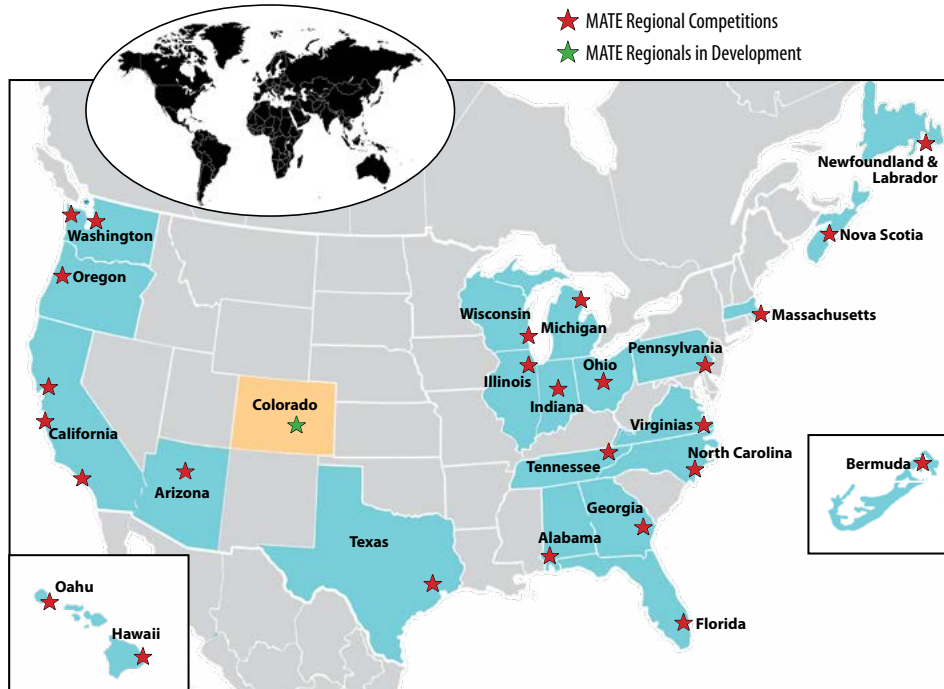 MATE Regional Competitions
MATE Regionals in Development
Newfoundland &
Labrador
Washington
Nova Scotia
Oregon
Wisconsin
Michigan
Massachusetts
Pennsylvania
Ohio
Illinois
Indiana
Colorado
California
Virginias
North Carolina
Tennessee
Bermuda
Arizona
Georgia
Texas
Alabama
Oahu
Hawaii
Florida